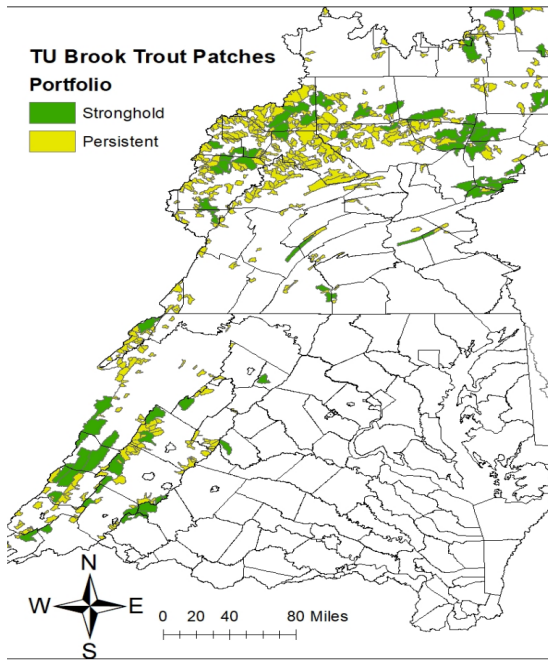 TU Brook Trout Patches
Portfolio
Stronghold
Persistent
N
W E
S
0 20 40 80 Miles